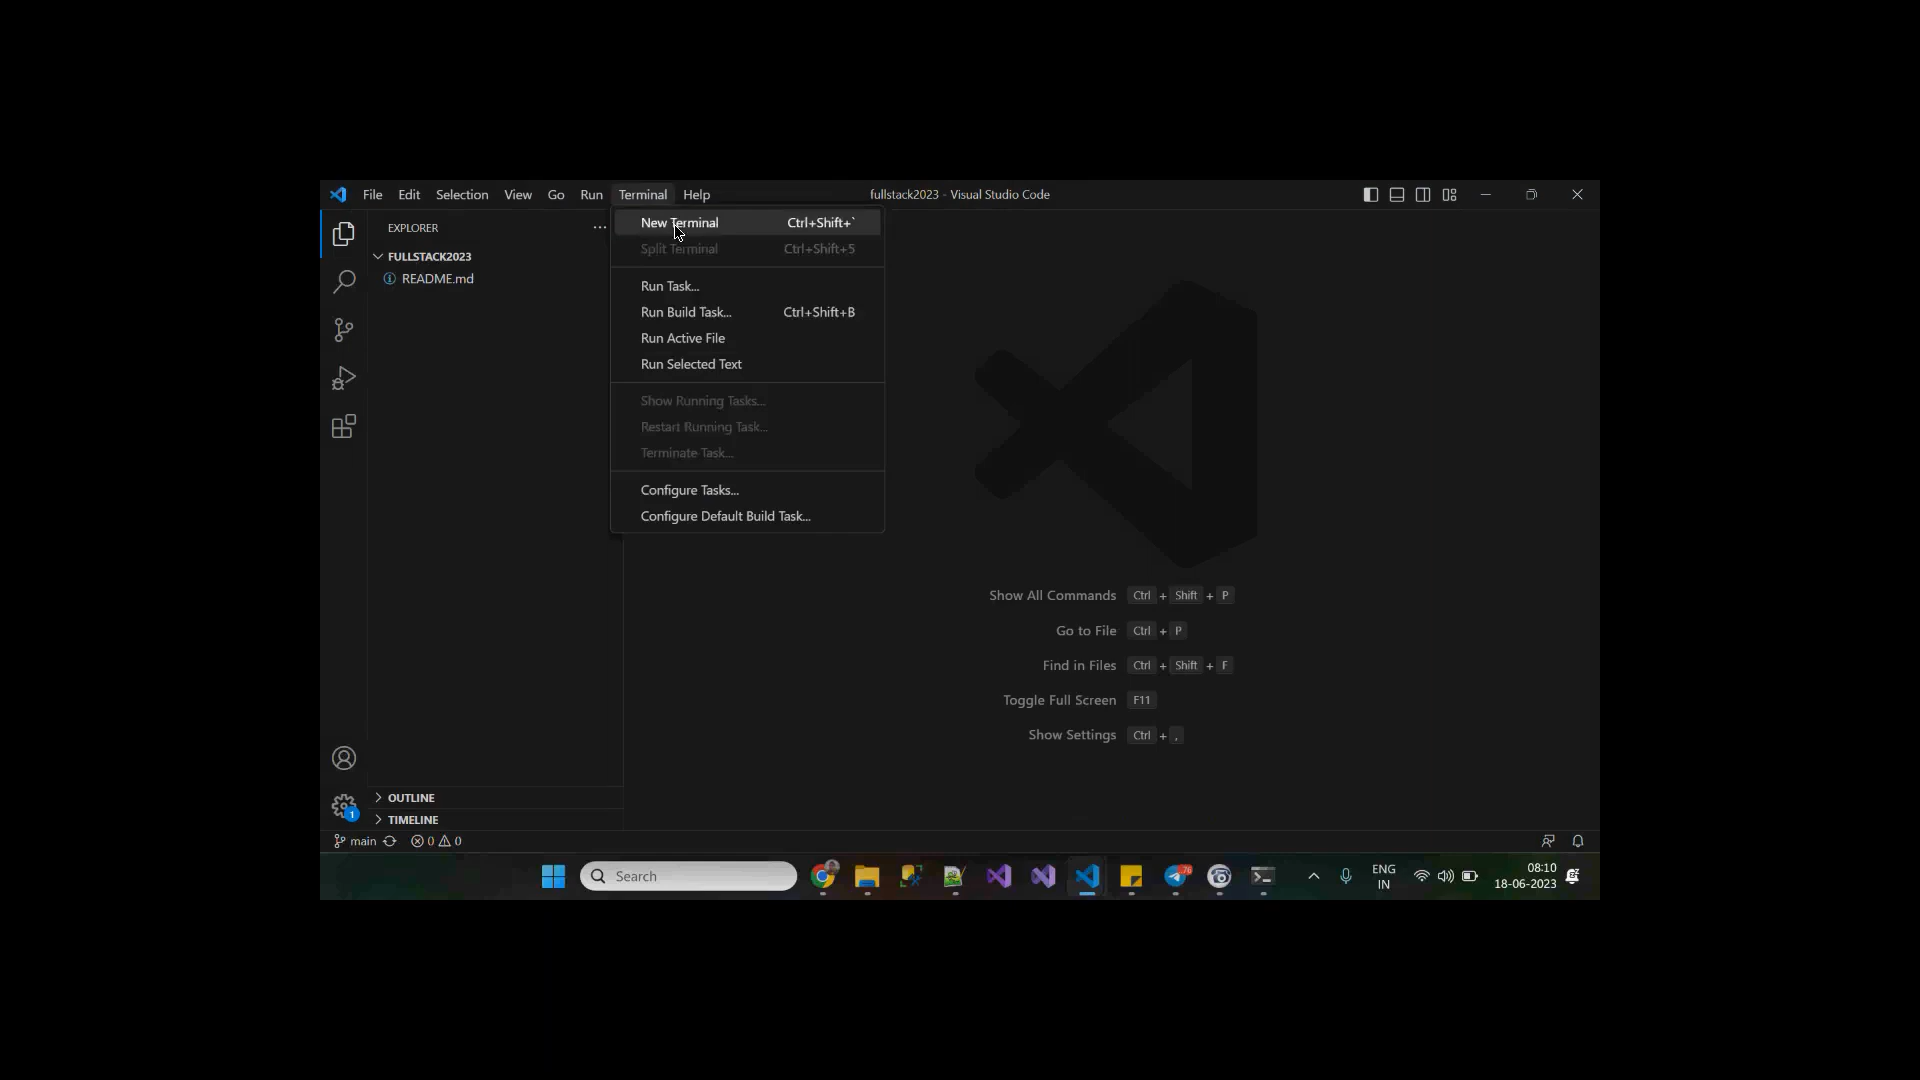 File Edit Selection View Go Run Terminal Help
fullstack2023 - Visual Studio Code
EXPLORER
FULLSTACK2023
README.md
New Terminal Ctrl+Shift+`
Split Terminal Ctrl+Shift+5
Run Task...
Run Build Task... Ctrl+Shift+B
Run Active File
Run Selected Text
Show Running Tasks...
Restart Running Task...
Terminate Task...
Configure Tasks...
Configure Default Build Task...
Show All Commands Ctrl + Shift + P
Go to File Ctrl + P
Find in Files Ctrl + Shift + F
Toggle Full Screen F11
Show Settings Ctrl + ,
1
OUTLINE
TIMELINE
main 0 0
Search
ENG
IN
08:10
18-06-2023